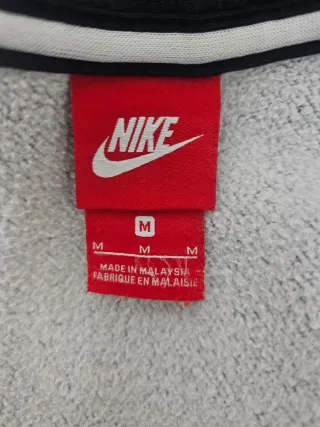 NIKE
M
M M M
MADE IN MALAYSIA
FABRIQUE EN MALAISIE